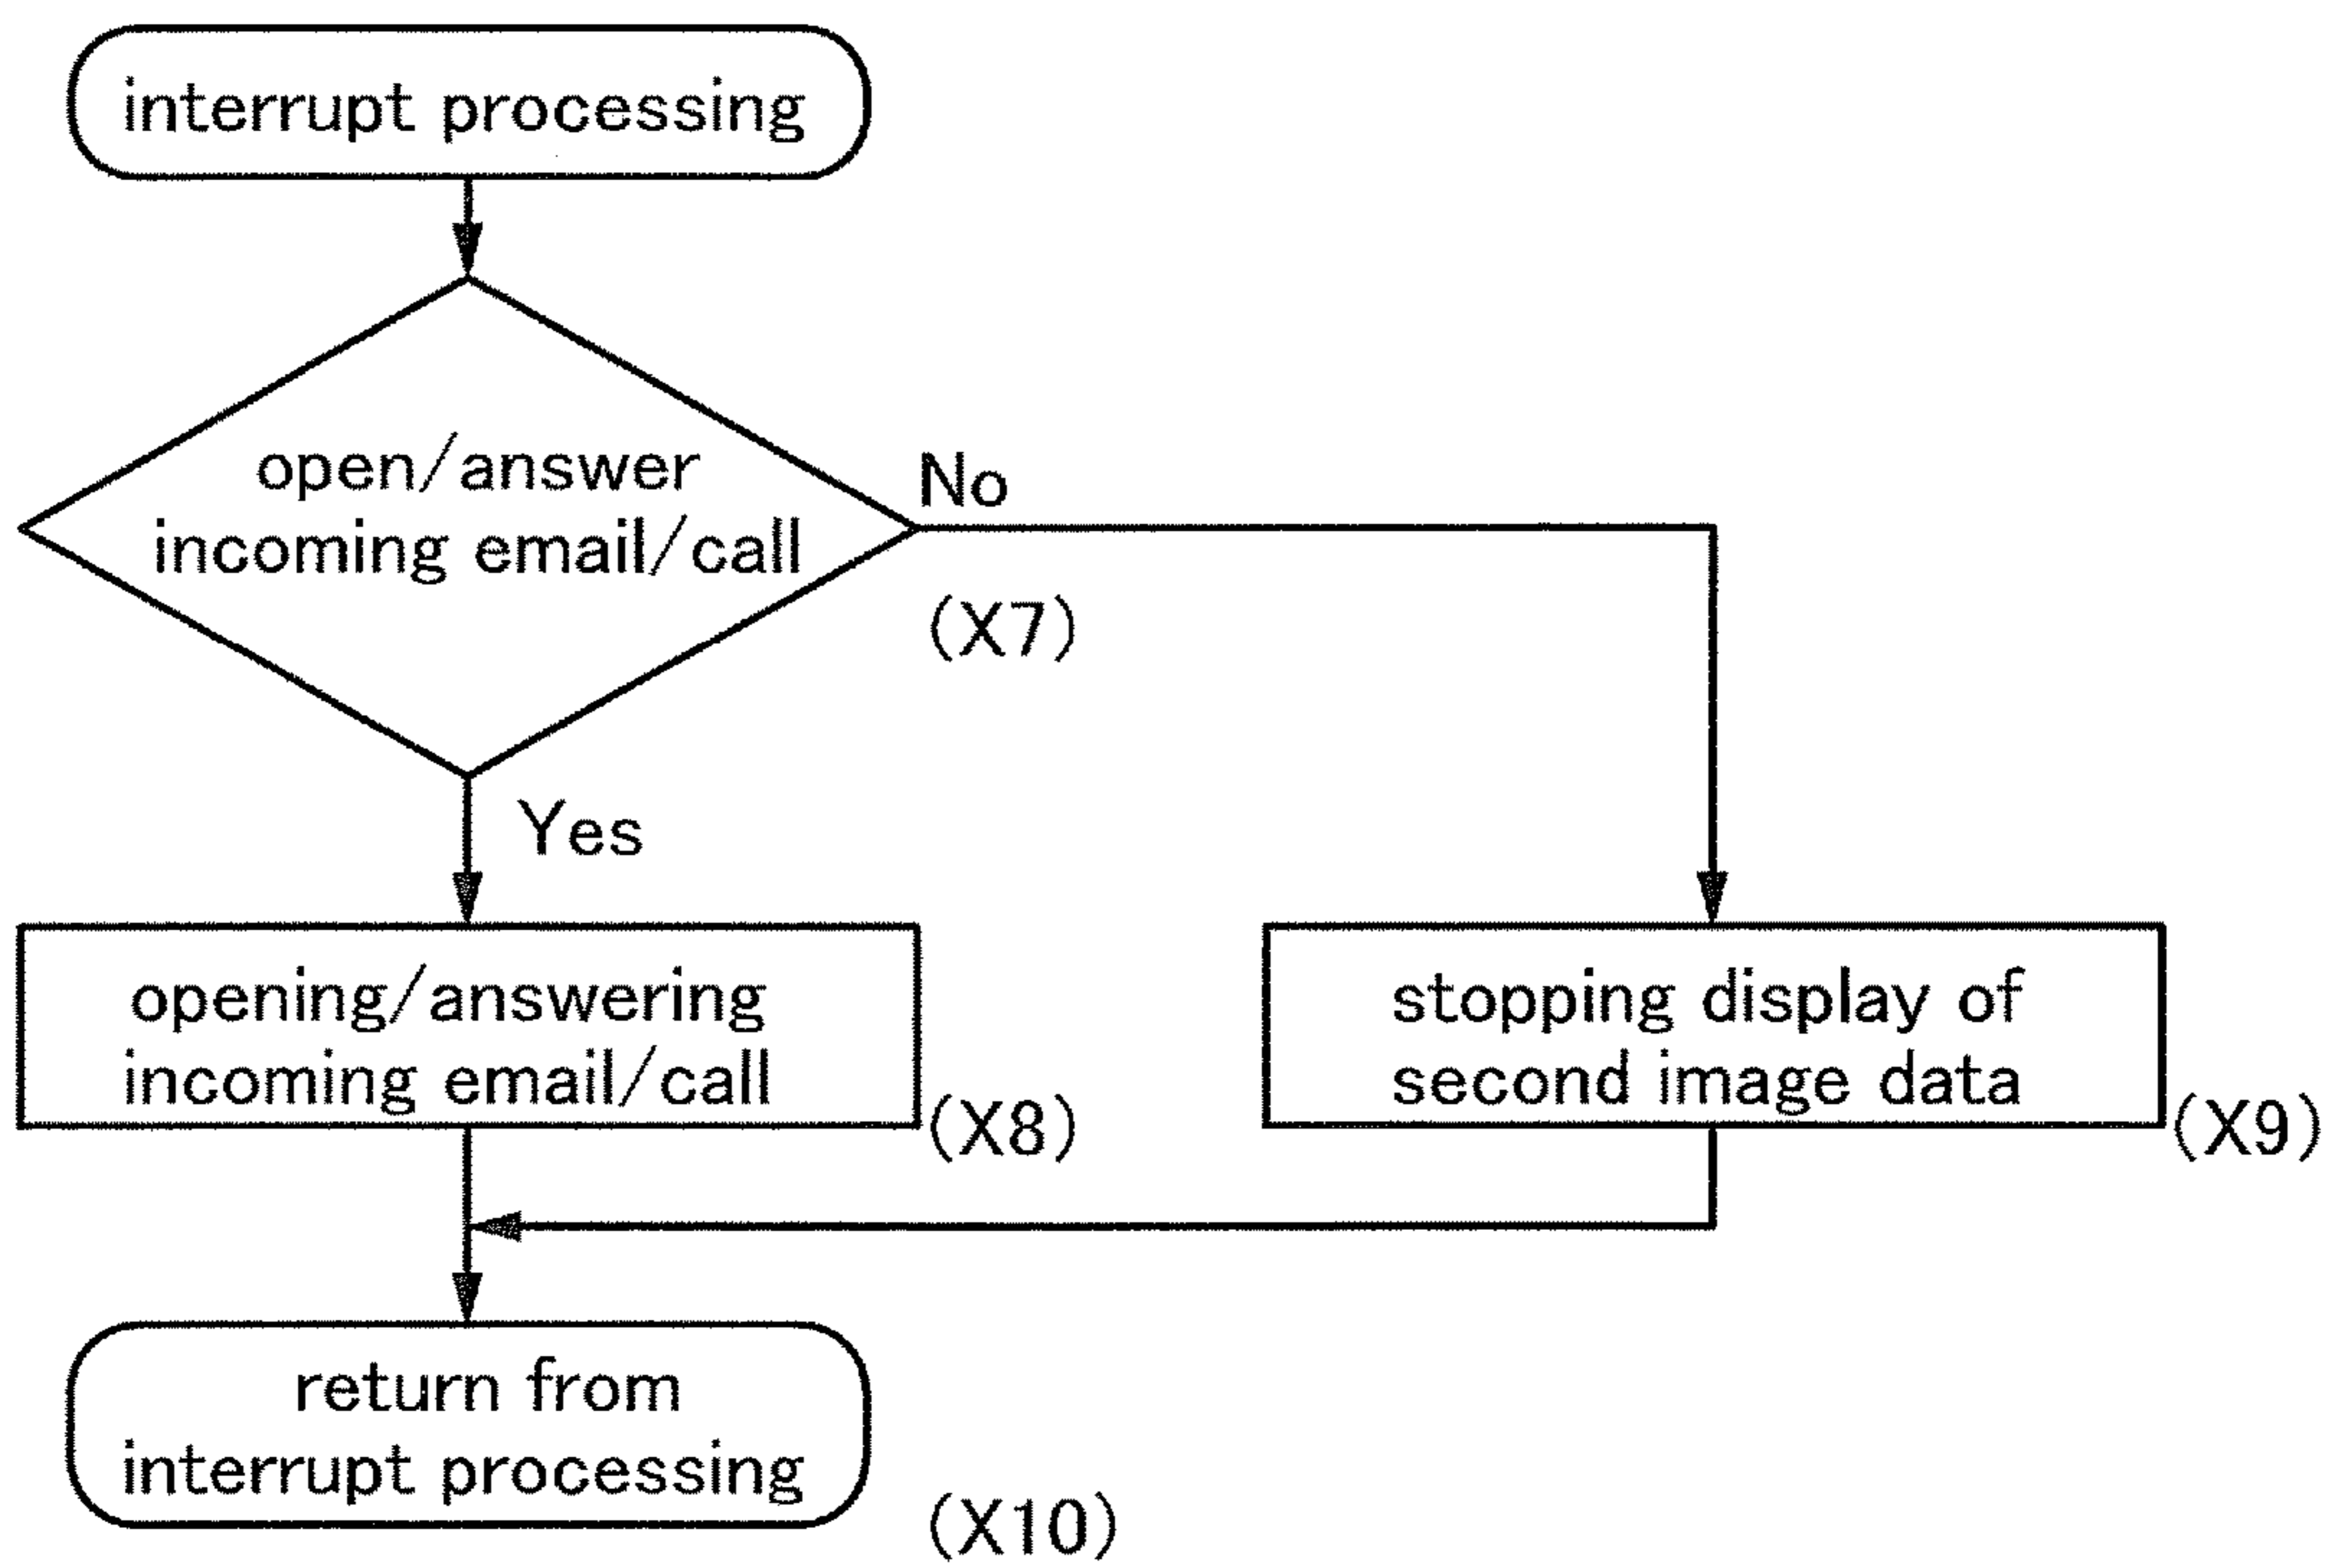 interrupt processing
open/answer
incoming email/call
No
(X7)
Yes
opening/answering
incoming email/call
(X8)
stopping display of
second image data
(X9)
return from
interrupt processing
(X10)